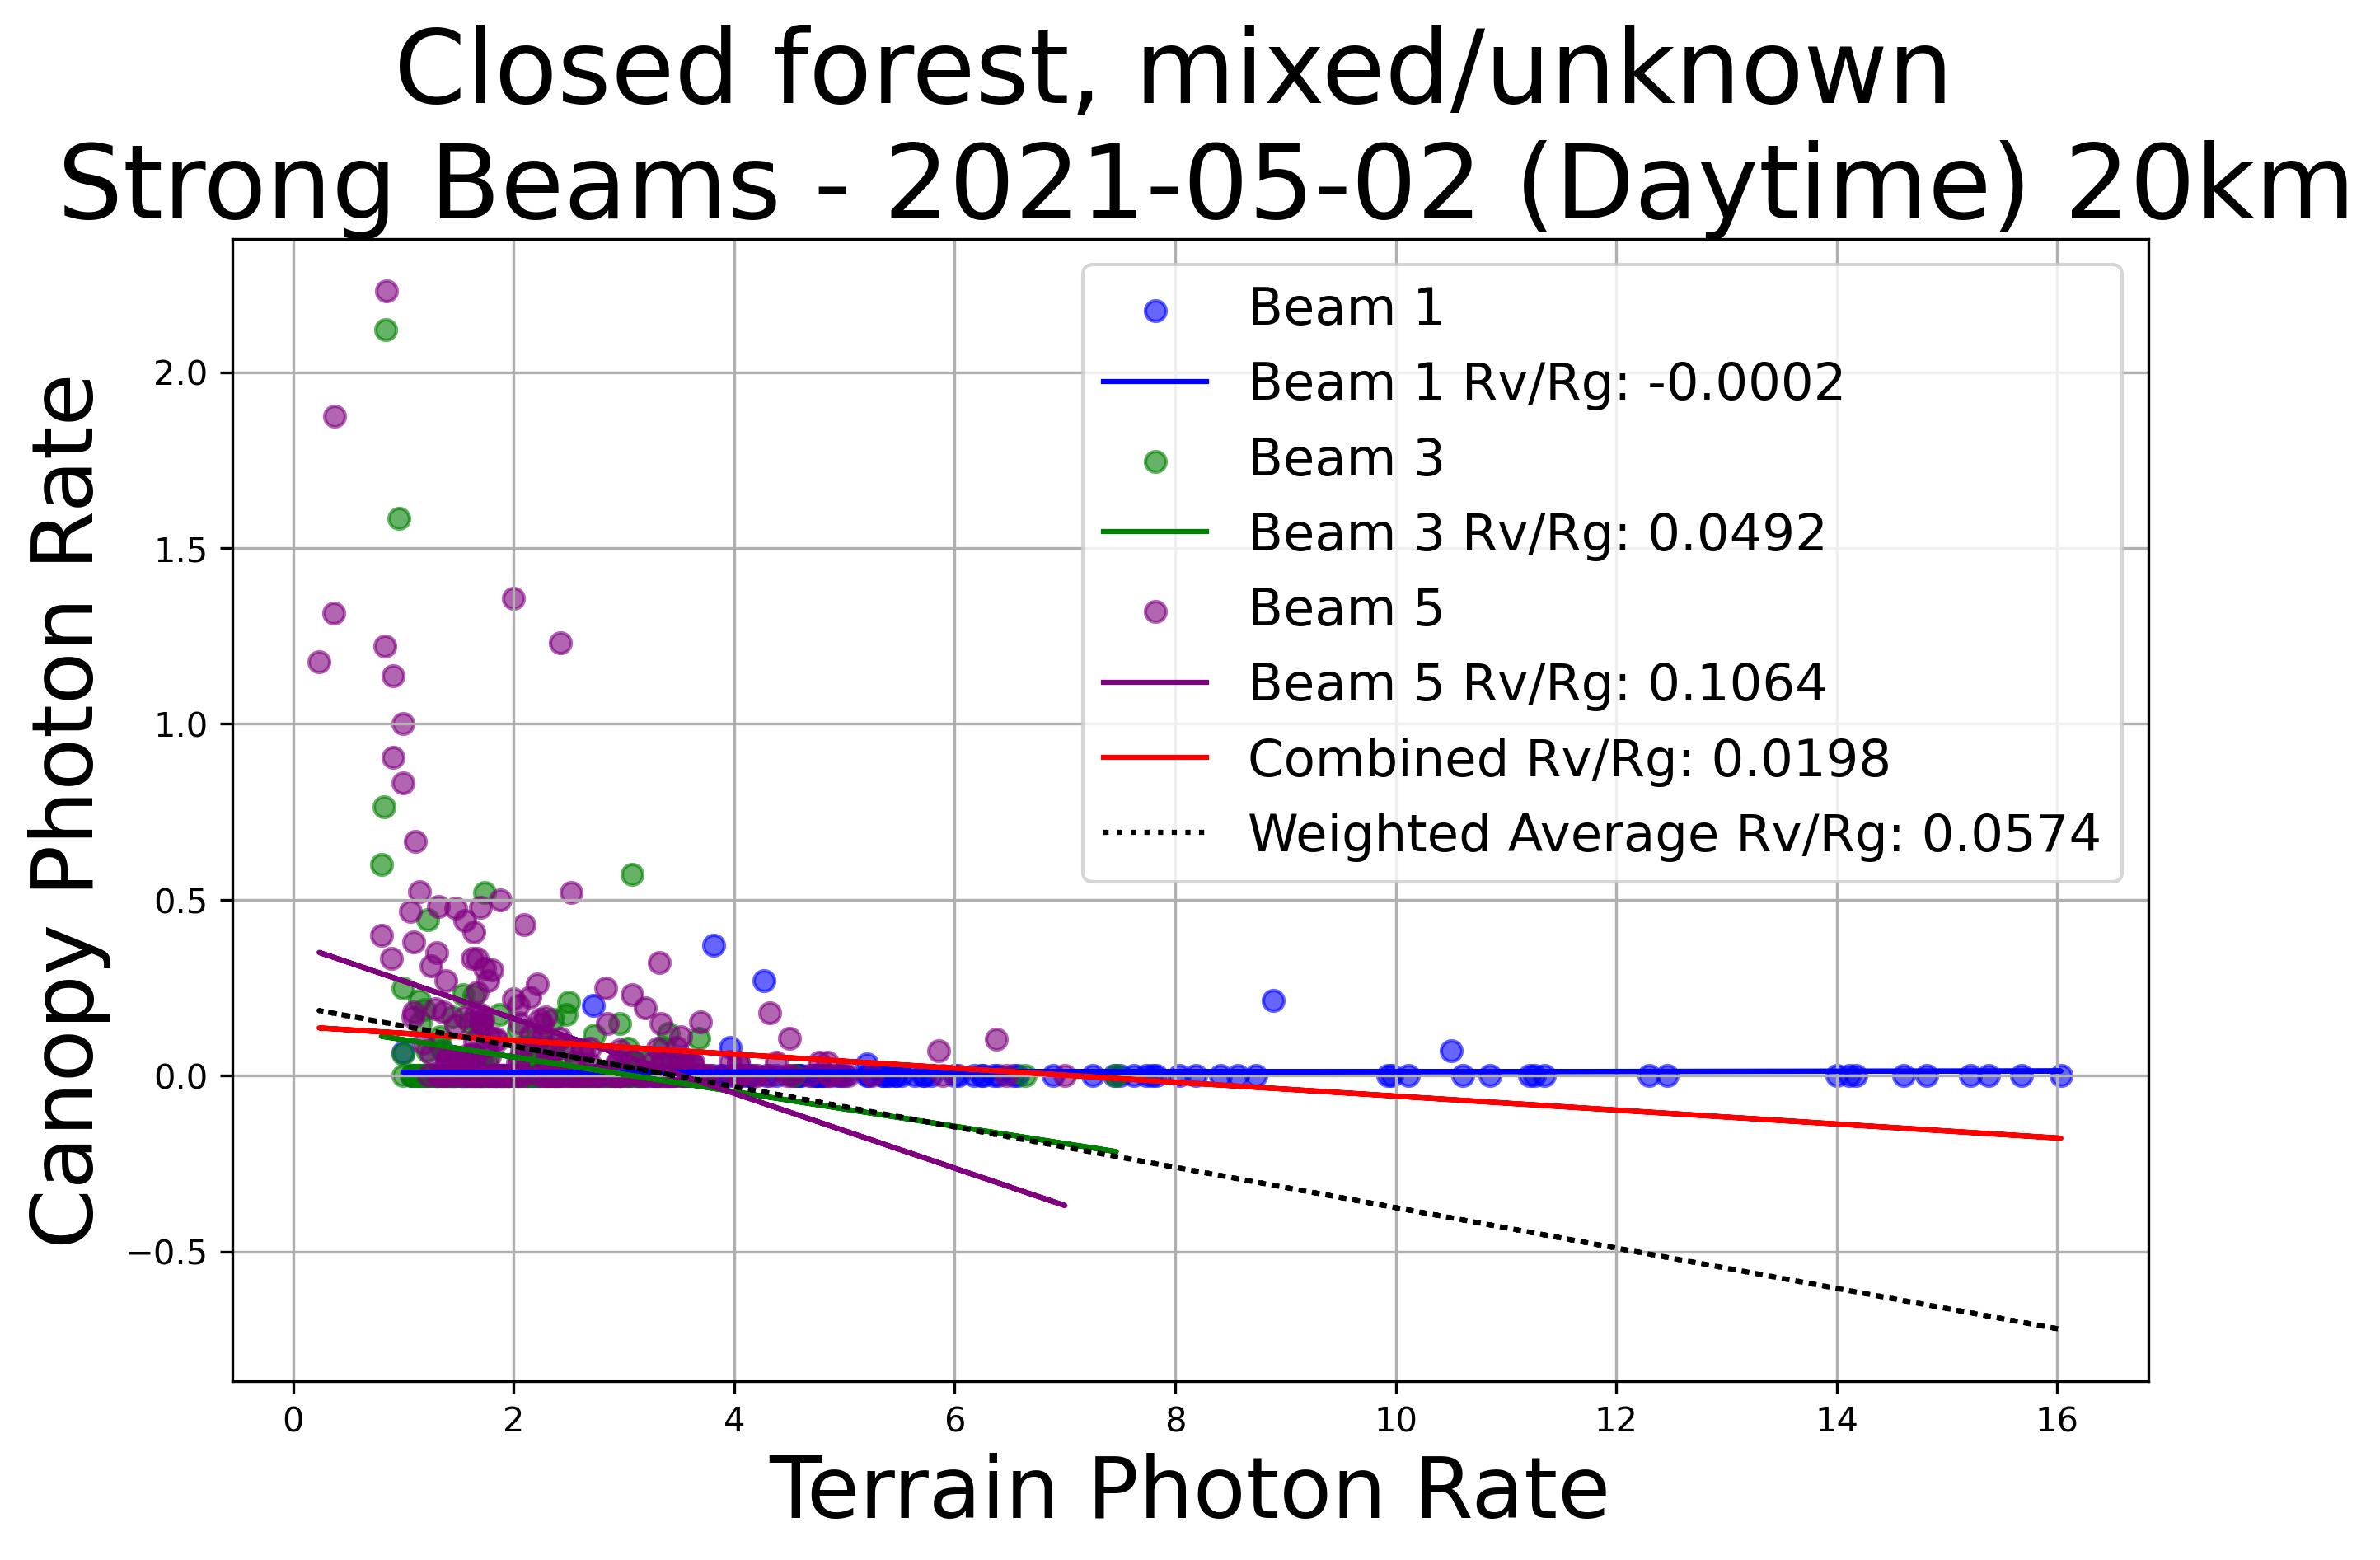 Closed forest, mixed/unknown
Strong Beams - 2021-05-02 (Daytime) 20km
Canopy Photon Rate
2.0
1.5
1.0
0.5
0.0
−0.5
Beam 1
Beam 1 Rv/Rg: -0.0002
Beam 3
Beam 3 Rv/Rg: 0.0492
Beam 5
Beam 5 Rv/Rg: 0.1064
Combined Rv/Rg: 0.0198
Weighted Average Rv/Rg: 0.0574
0 2 4 6 8 10 12 14 16
Terrain Photon Rate